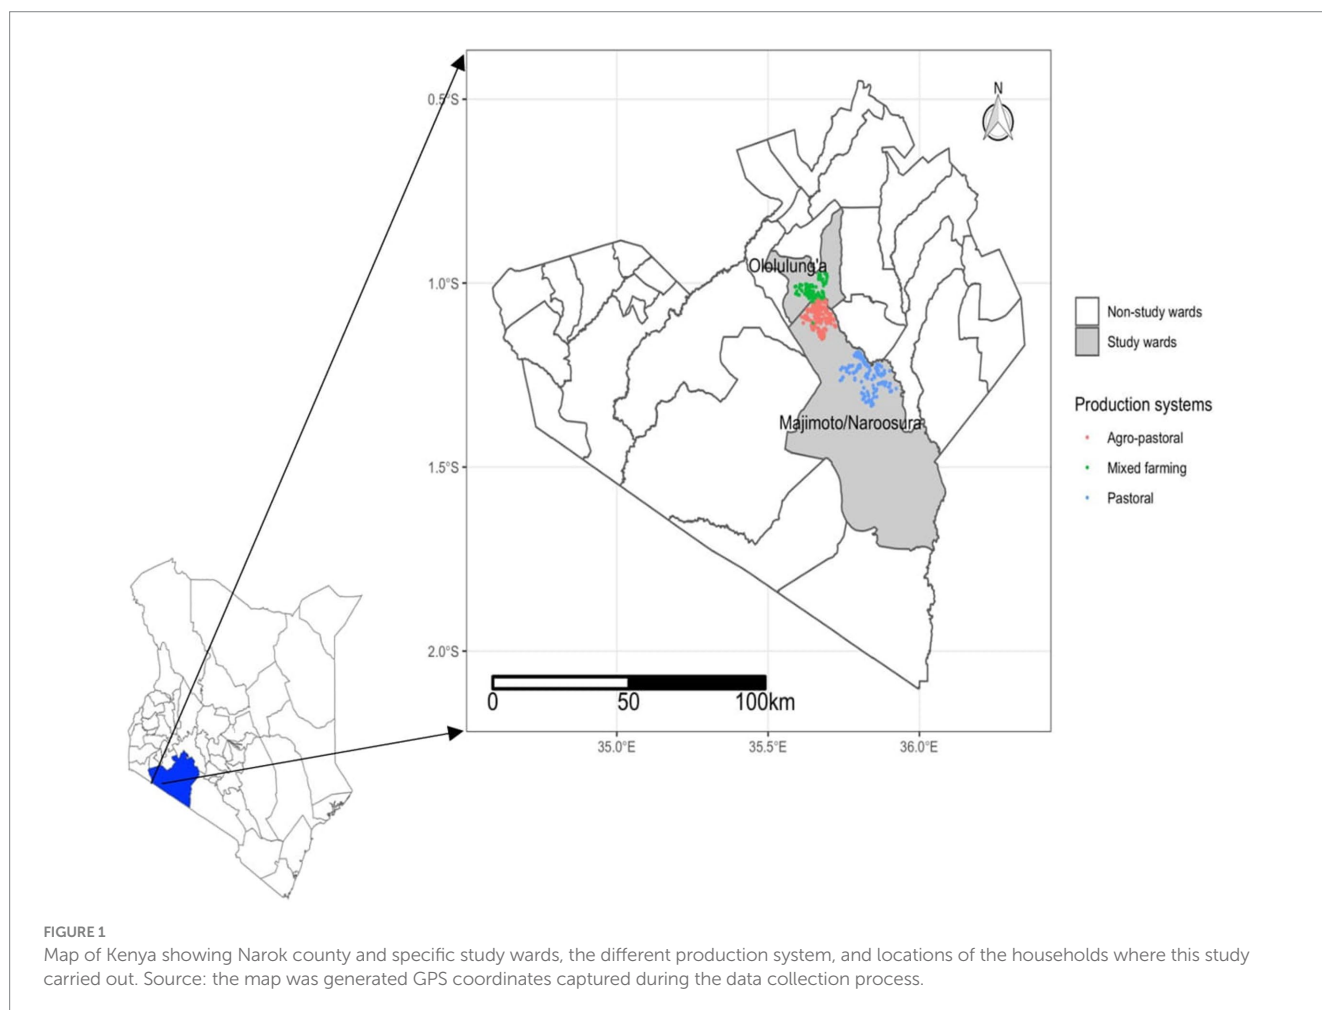 N
0.5°S
1.0°S
1.5°S
2.0°S
Ololulung'a
Majimoto/Naroosura
0 50 100km
35.0°E 35.5°E 36.0°E
Non-study wards
Study wards
Production systems
Agro-pastoral
Mixed farming
Pastoral
FIGURE 1
Map of Kenya showing Narok county and specific study wards, the different production system, and locations of the households where this study
carried out. Source: the map was generated GPS coordinates captured during the data collection process.